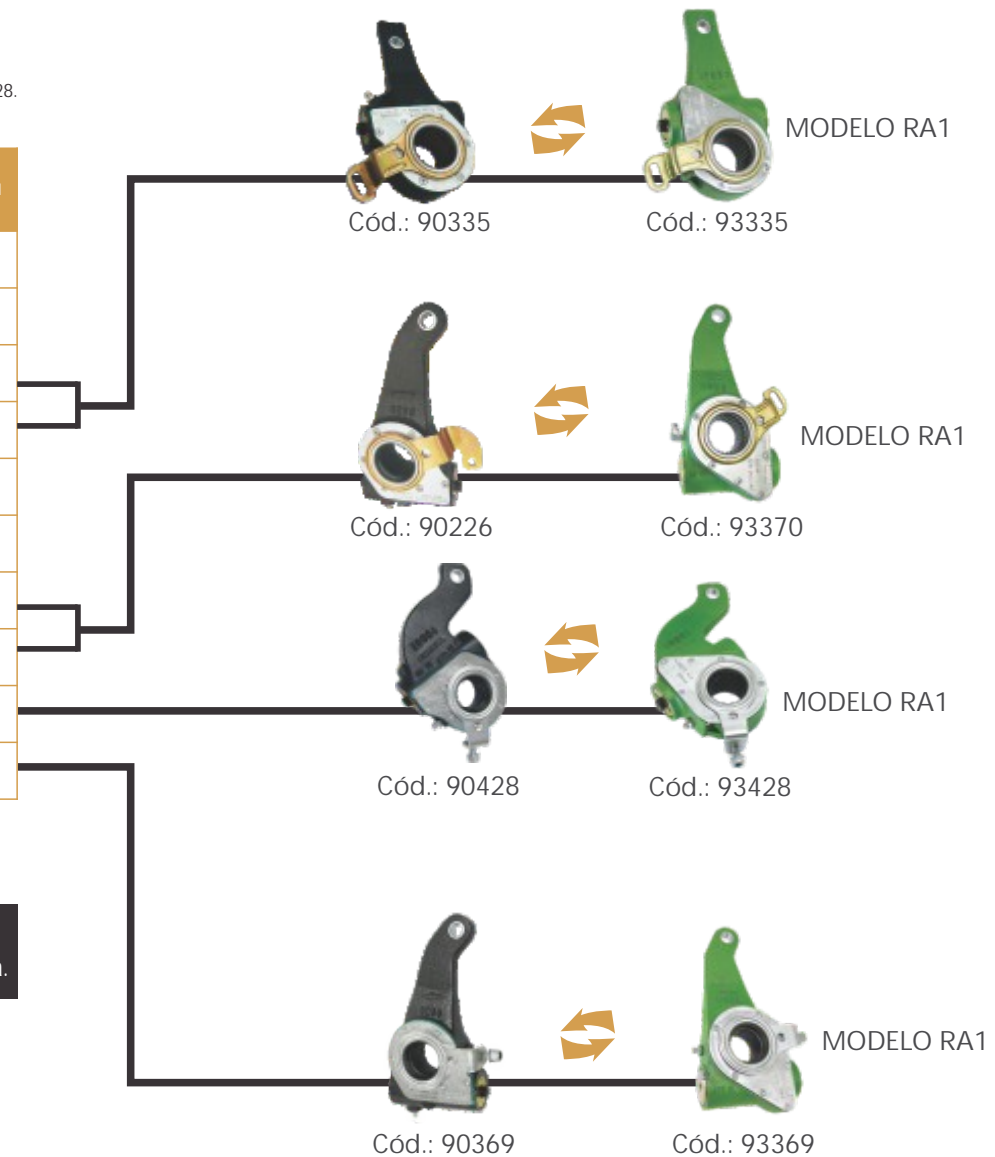 28.
MODELO RA1
Cód.: 90335
Cód.: 93335
MODELO RA1
Cód.: 90226
Cód.: 93370
MODELO RA1
Cód.: 90428
Cód.: 93428
MODELO RA1
Cód.: 90369
Cód.: 93369